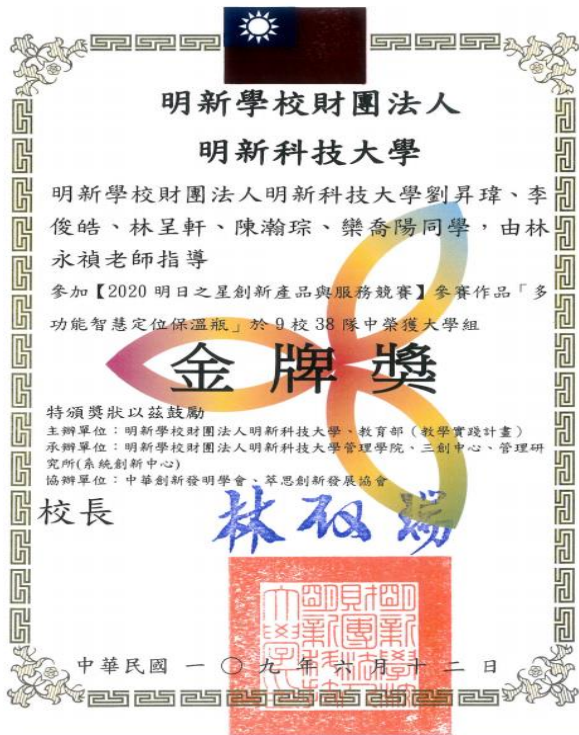 明新學校財團法人
明新科技大學
明新學校財團法人明新科技大學劉昇瑋、李
俊皓、林呈軒、陳瀚琮、欒喬陽同學，由林
永禎老師指導
參加【2020 明日之星創新產品與服務競賽】參賽作品「多
功能智慧定位保溫瓶」於 9 校 38 隊中榮獲大學組
金牌獎
特頒獎狀以茲鼓勵
主辦單位：明新學校財團法人明新科技大學、教育部（教學實踐計畫）
承辦單位：明新學校財團法人明新科技大學管理學院、三創中心、管理研
究所(系統創新中心)
協辦單位：中華創新發明學會、萃思創新發展協會
校長
中華民國一〇九年六月十二日